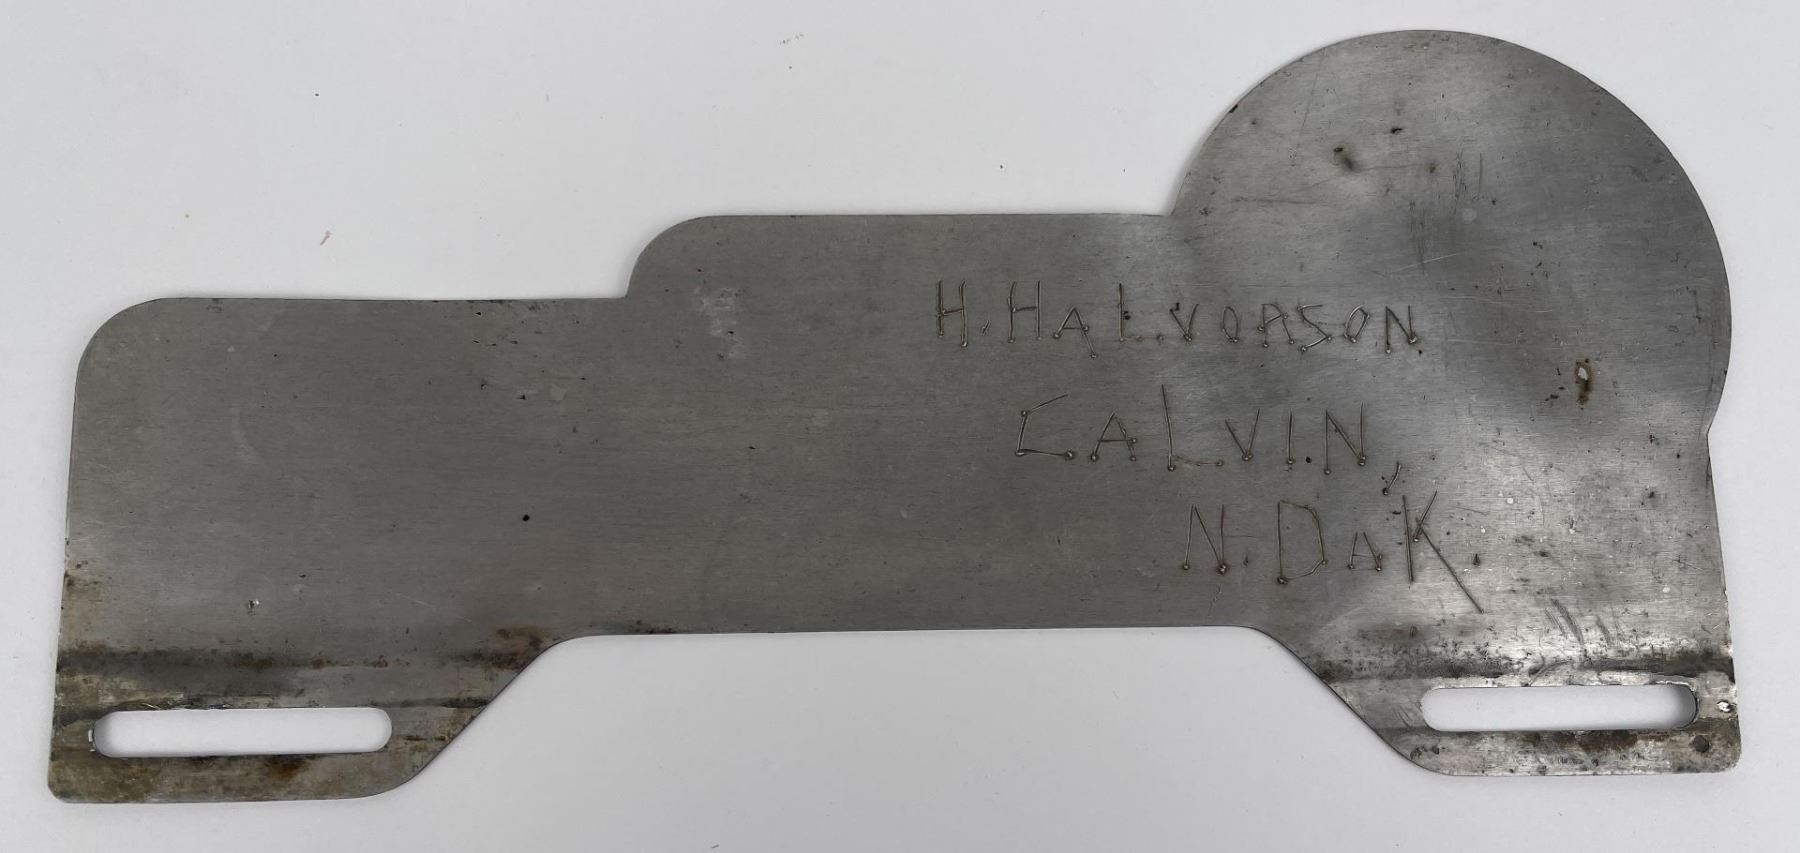 H. HALVORSON
CALVIN,
N. DAK